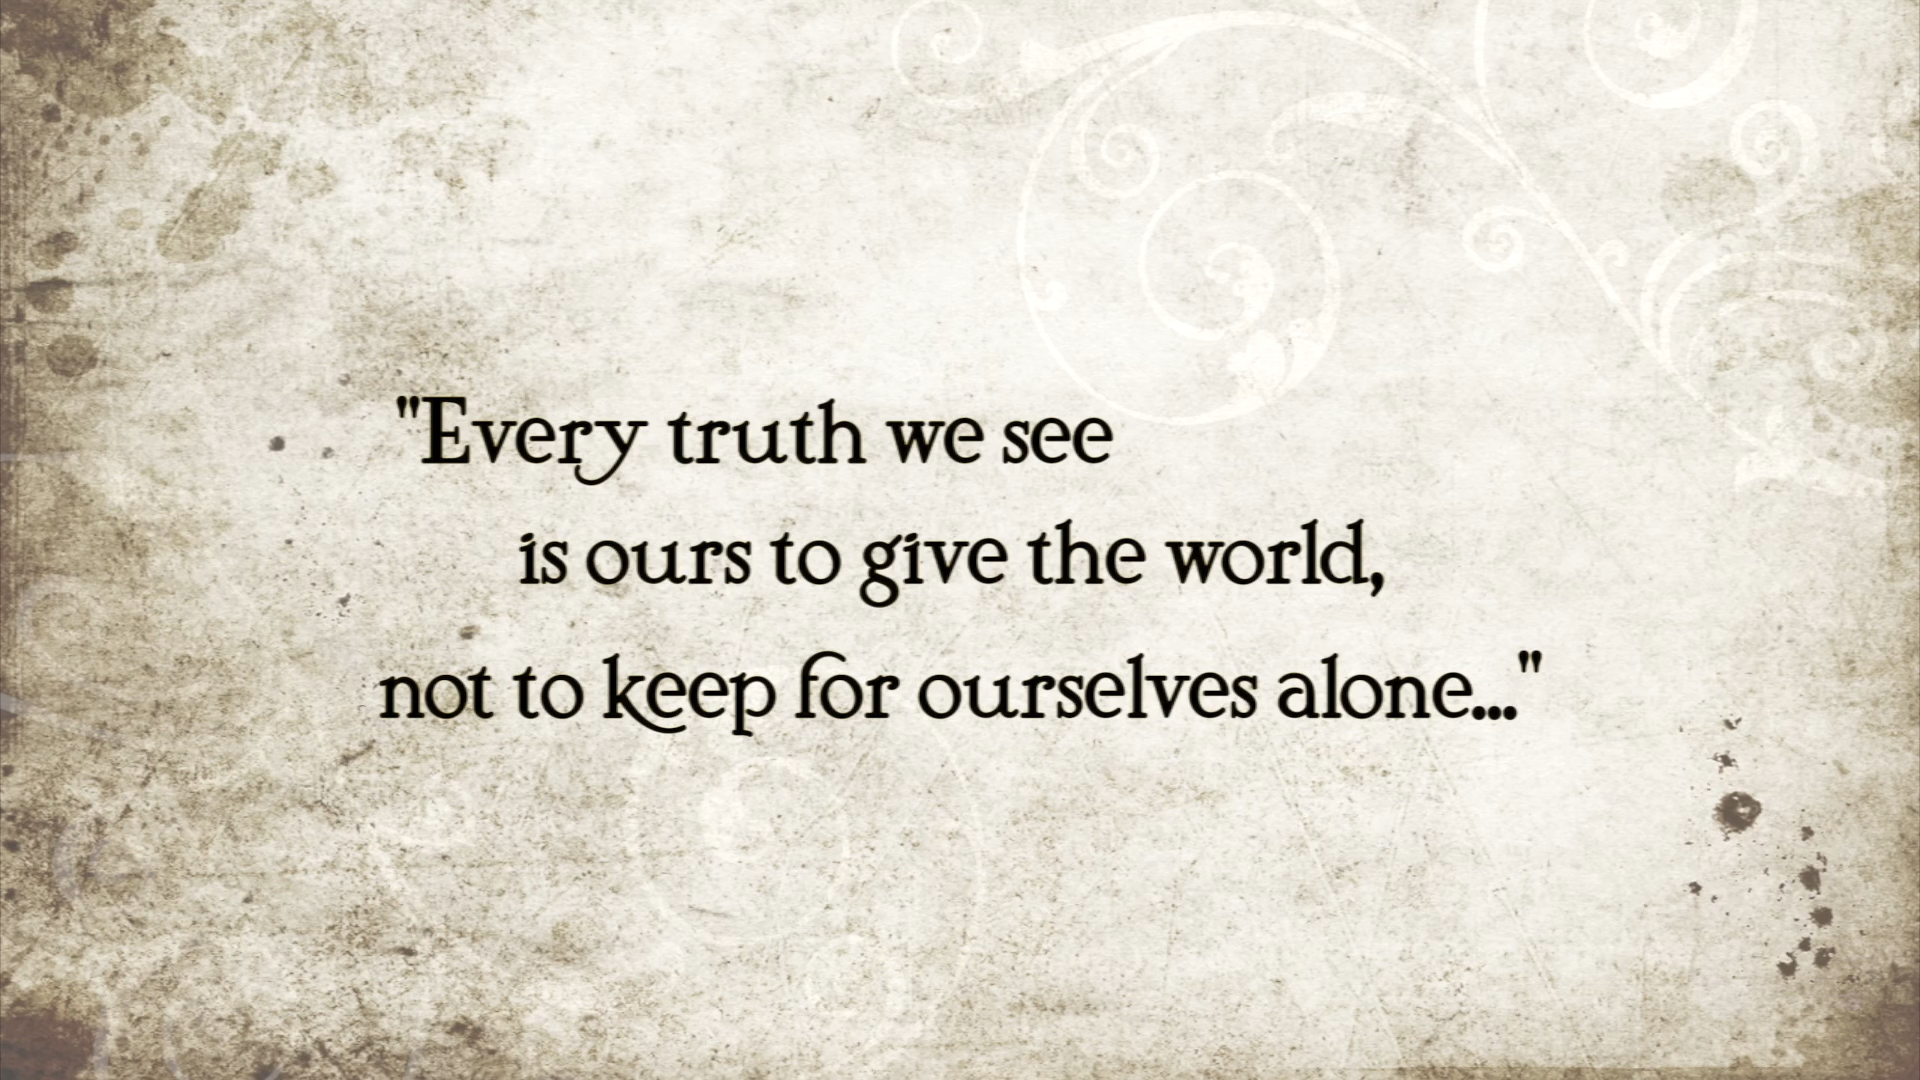 "Every truth we see
is ours to give the world,
not to keep for ourselves alone..."